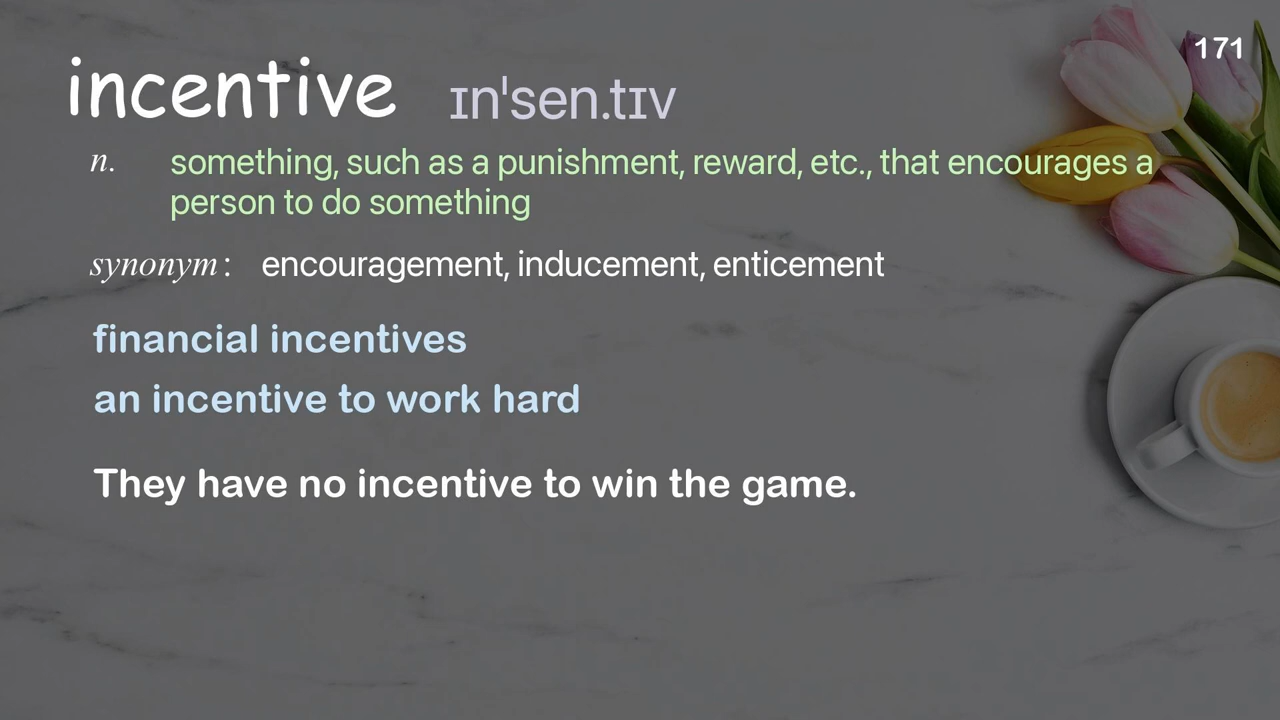 171
incentive ɪnˈsen.tɪv
n. something, such as a punishment, reward, etc., that encourages a
person to do something
synonym : encouragement, inducement, enticement
financial incentives
an incentive to work hard
They have no incentive to win the game.